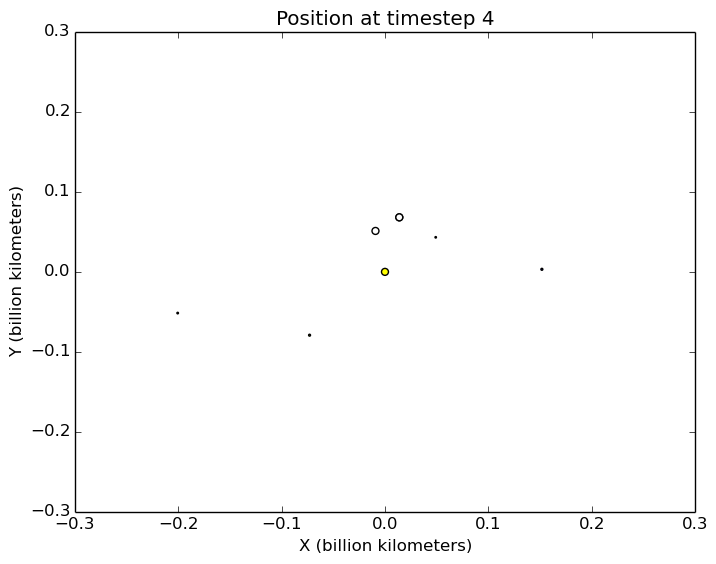 Position at timestep 4
0.3
0.2
0.1
0.0
−0.1
−0.2
−0.3
Y (billion kilometers)
−0.3 −0.2 −0.1 0.0 0.1 0.2 0.3
X (billion kilometers)